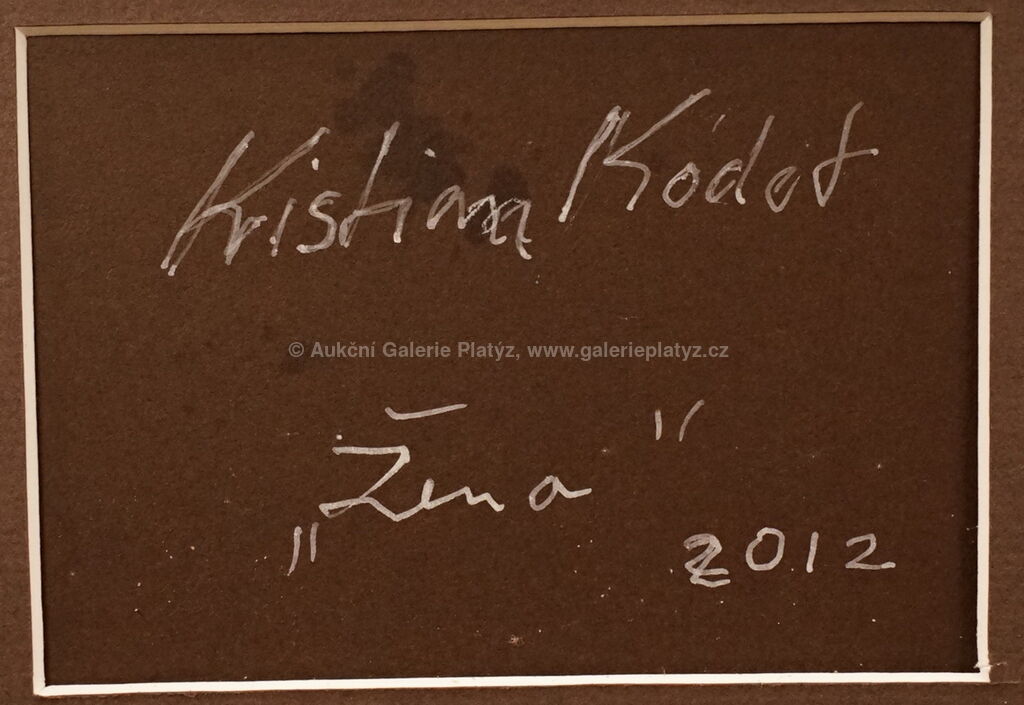 Kristian Kodet
© Aukční Galerie Platýz, www.galerieplatyz.cz
„Žena"
2012